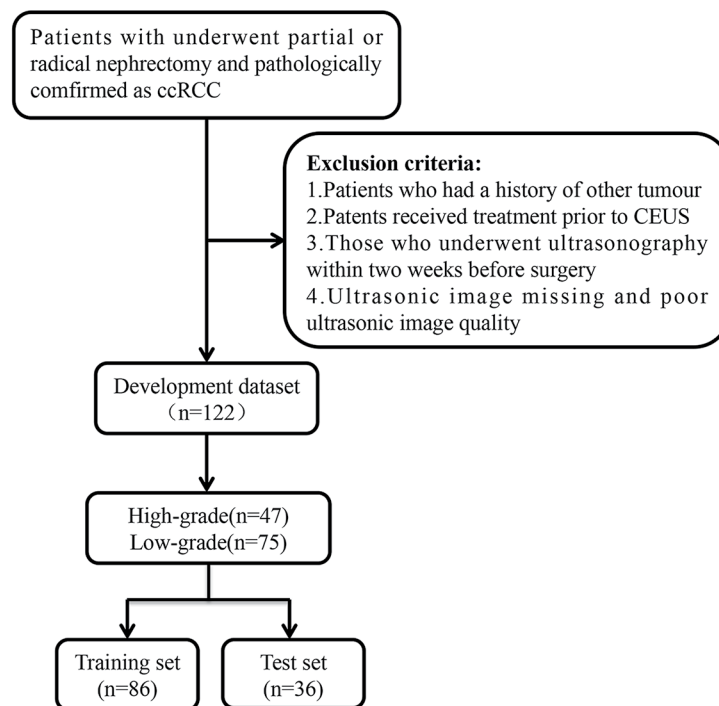 Patients with underwent partial or
radical nephrectomy and pathologically
comfirmed as ccRCC
Exclusion criteria:
1.Patients who had a history of other tumour
2.Patents received treatment prior to CEUS
3.Those who underwent ultrasonography
within two weeks before surgery
4.Ultrasonic image missing and poor
ultrasonic image quality
Development dataset
（n=122）
High-grade(n=47)
Low-grade(n=75)
Training set
(n=86)
Test set
(n=36)